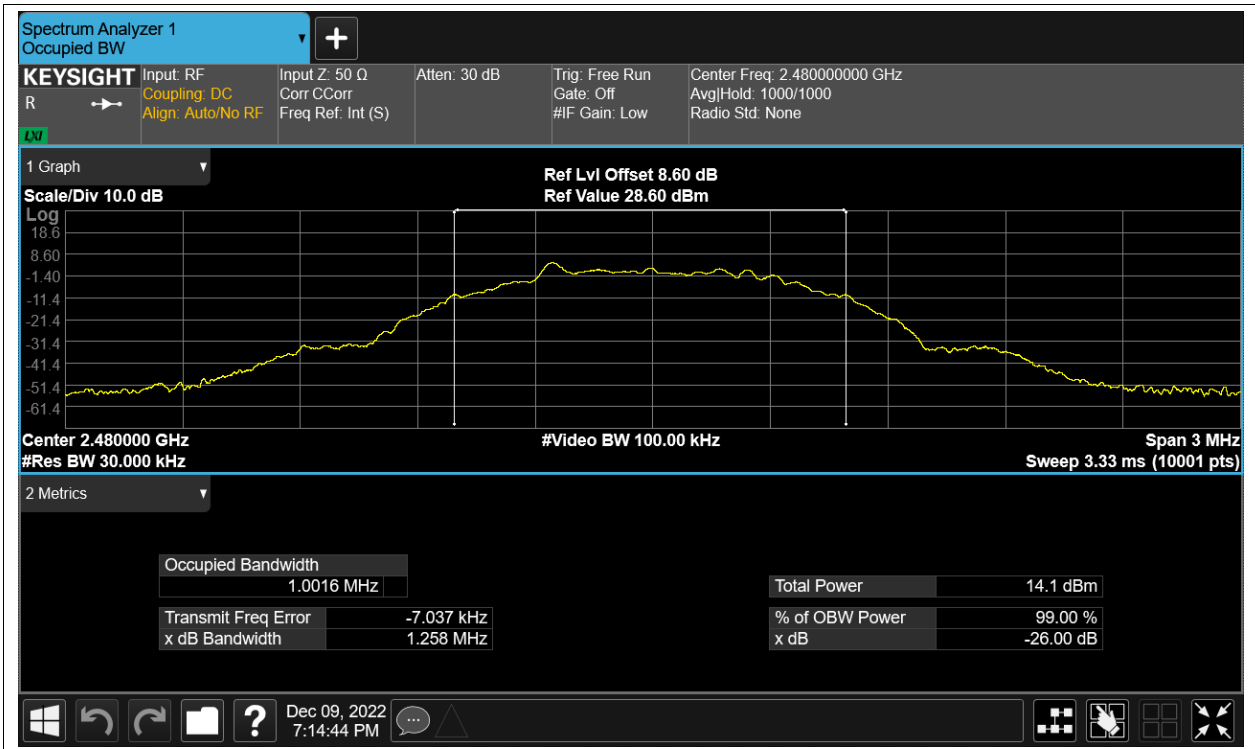 Spectrum Analyzer 1
Occupied BW
KEYSIGHT
R
LXI
Input: RF
Coupling: DC
Align: Auto/No RF
Input Z: 50 Ω
Corr CCorr
Freq Ref: Int (S)
Atten: 30 dB
Trig: Free Run
Gate: Off
#IF Gain: Low
Center Freq: 2.480000000 GHz
Avg|Hold: 1000/1000
Radio Std: None
1 Graph
Scale/Div 10.0 dB
Ref Lvl Offset 8.60 dB
Ref Value 28.60 dBm
Log
18.6
8.60
-1.40
-11.4
-21.4
-31.4
-41.4
-51.4
-61.4
Center 2.480000 GHz
#Video BW 100.00 kHz
Span 3 MHz
#Res BW 30.000 kHz
Sweep 3.33 ms (10001 pts)
2 Metrics
Occupied Bandwidth
1.0016 MHz
Total Power 14.1 dBm
Transmit Freq Error -7.037 kHz
% of OBW Power 99.00 %
x dB Bandwidth 1.258 MHz
x dB -26.00 dB
?
Dec 09, 2022
7:14:44 PM